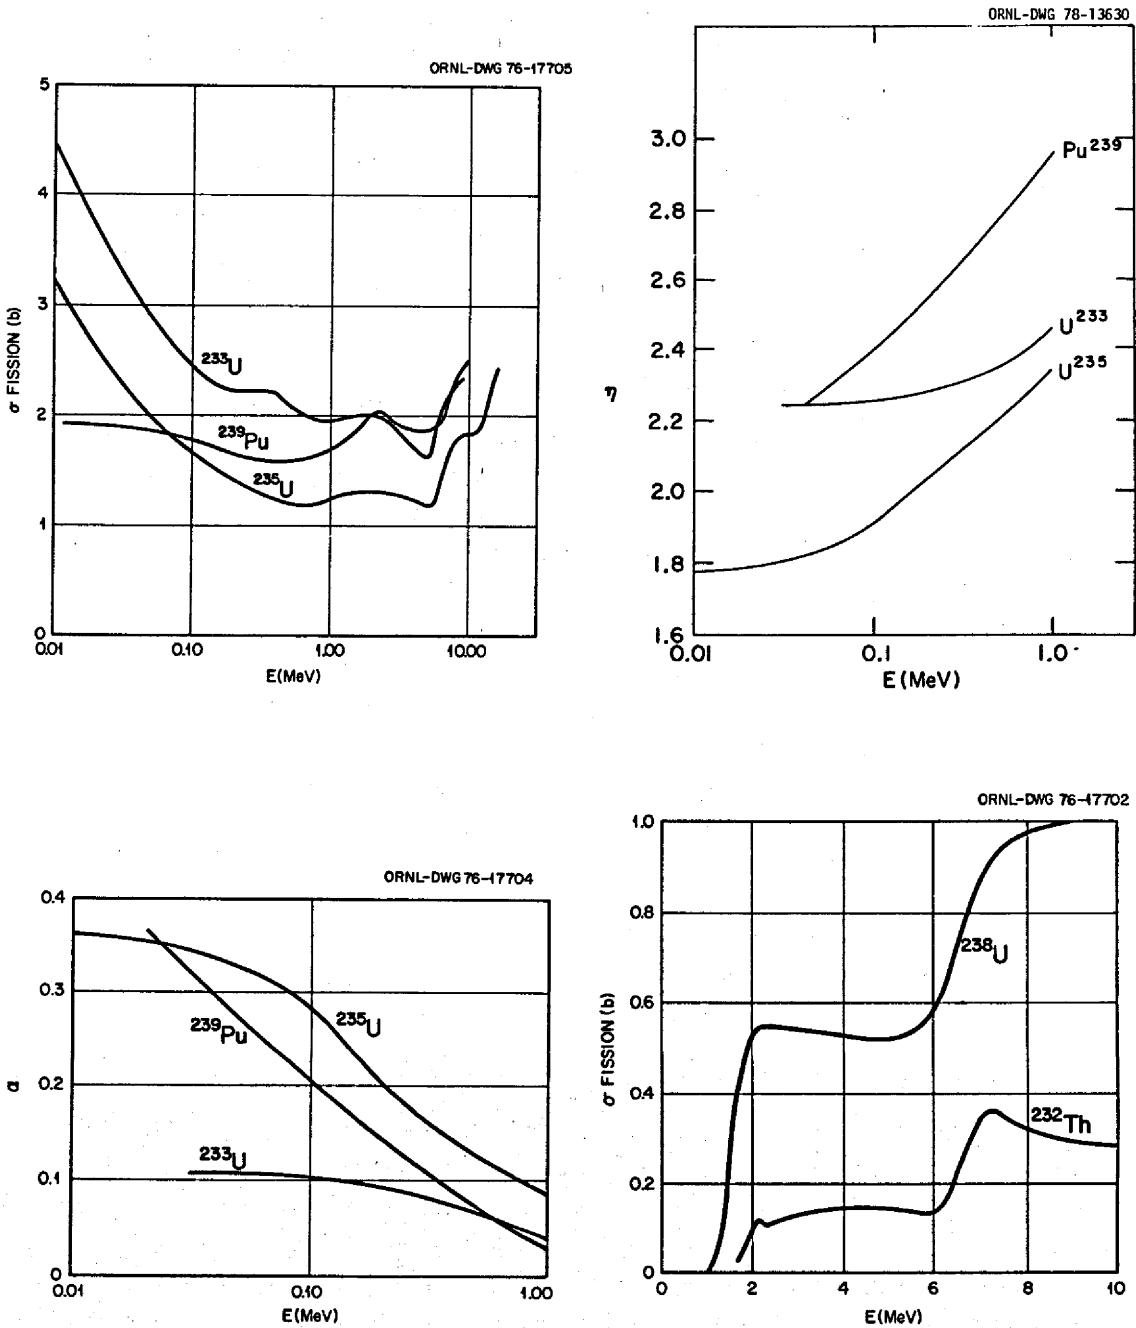 ORNL-DWG 76-17705
5
4
3
2
1
0
σ FISSION (b)
233U
239Pu
235U
0.01 0.10 1.00 10.00
E(MeV)
ORNL-DWG 78-13630
3.0
2.8
2.6
2.4
2.2
2.0
1.8
1.6
η
Pu239
U233
U235
0.01 0.1 1.0
E(MeV)
ORNL-DWG 76-17704
0.4
0.3
0.2
0.1
0
α
235U
239Pu
233U
0.01 0.10 1.00
E(MeV)
ORNL-DWG 76-17702
1.0
0.8
0.6
0.4
0.2
0
σ FISSION (b)
238U
232Th
0 2 4 6 8 10
E(MeV)